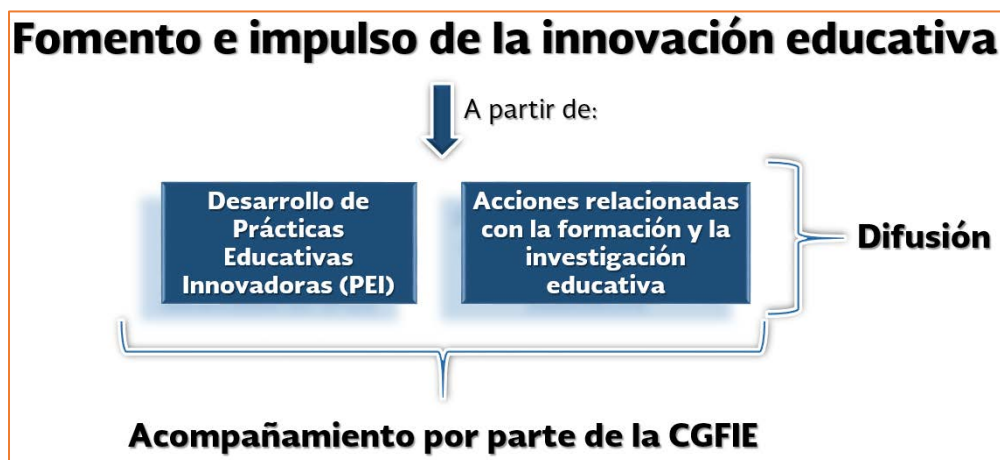 Fomento e impulso de la innovación educativa
A partir de:
Desarrollo de
Prácticas
Educativas
Innovadoras (PEI)
Acciones relacionadas
con la formación y la
investigación
educativa
Difusión
Acompañamiento por parte de la CGFIE